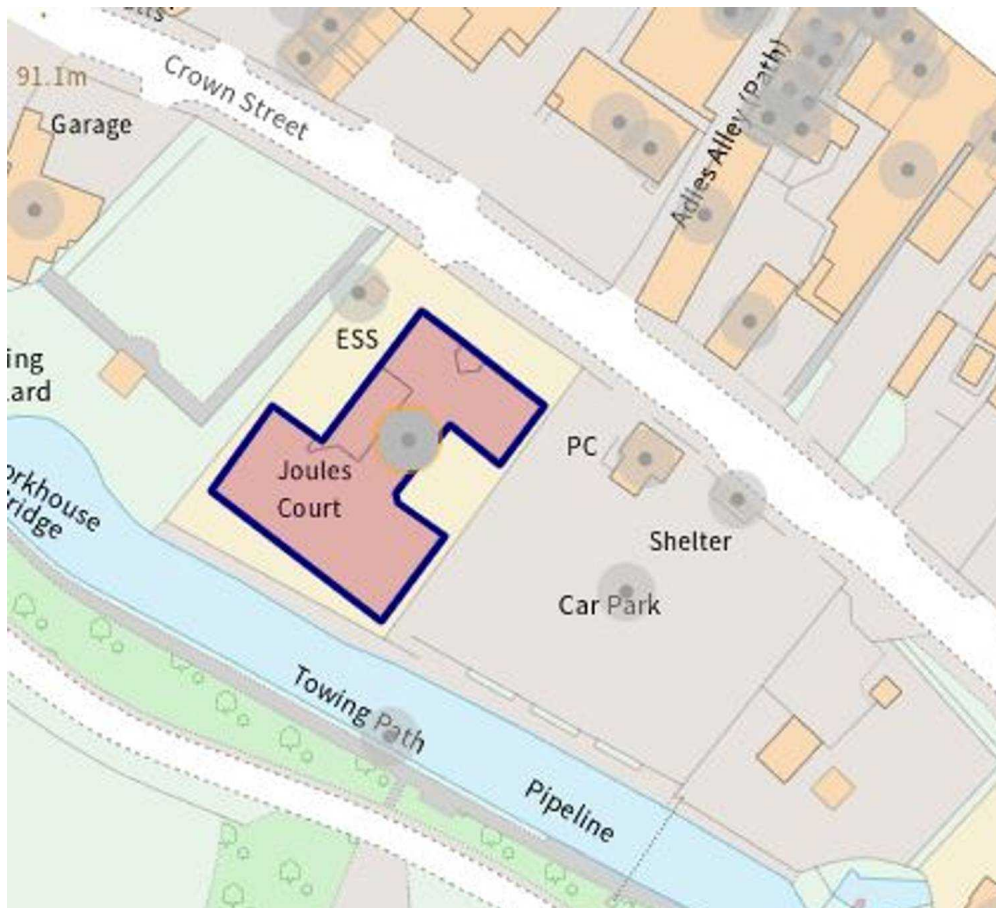 91.1m
Crown Street
Garage
Adies Alley (Path)
ESS
ing
ard
PC
Joules
Court
orkhouse
ridge
Shelter
Car Park
Towing Path
Pipeline